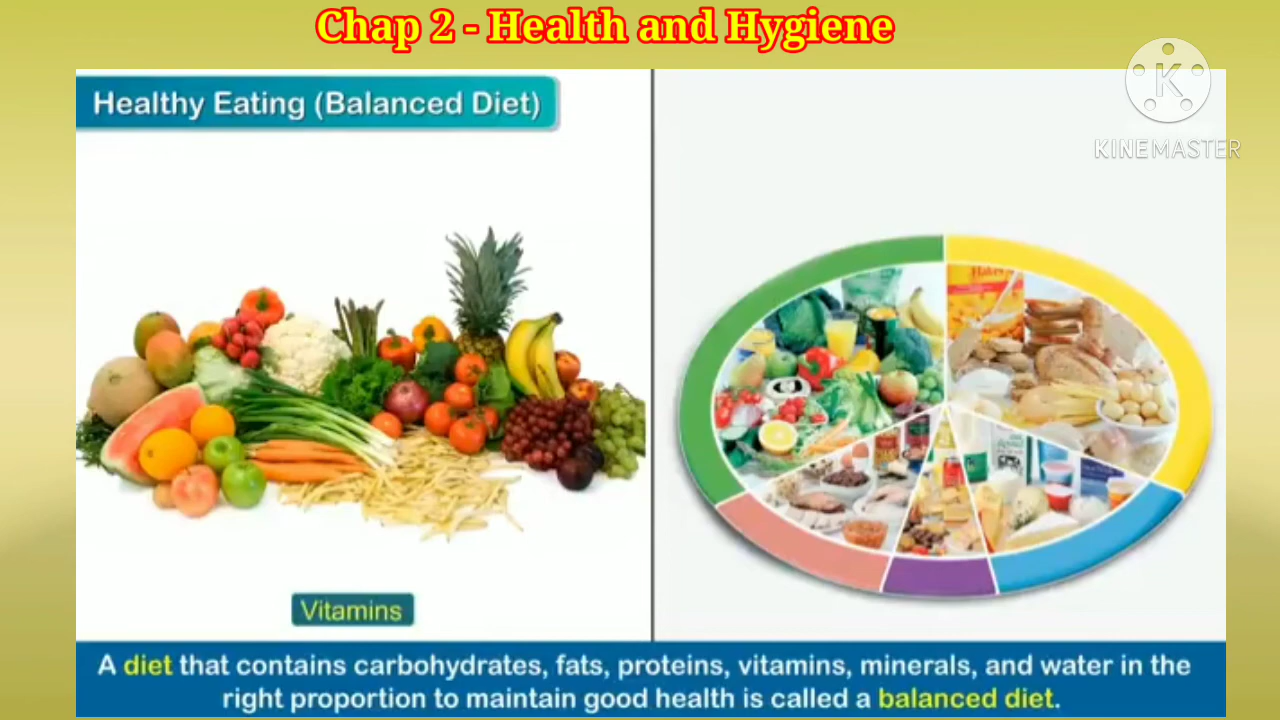 Chap 2 - Health and Hygiene
K
KINEMASTER
Healthy Eating (Balanced Diet)
Vitamins
A diet that contains carbohydrates, fats, proteins, vitamins, minerals, and water in the
right proportion to maintain good health is called a balanced diet.